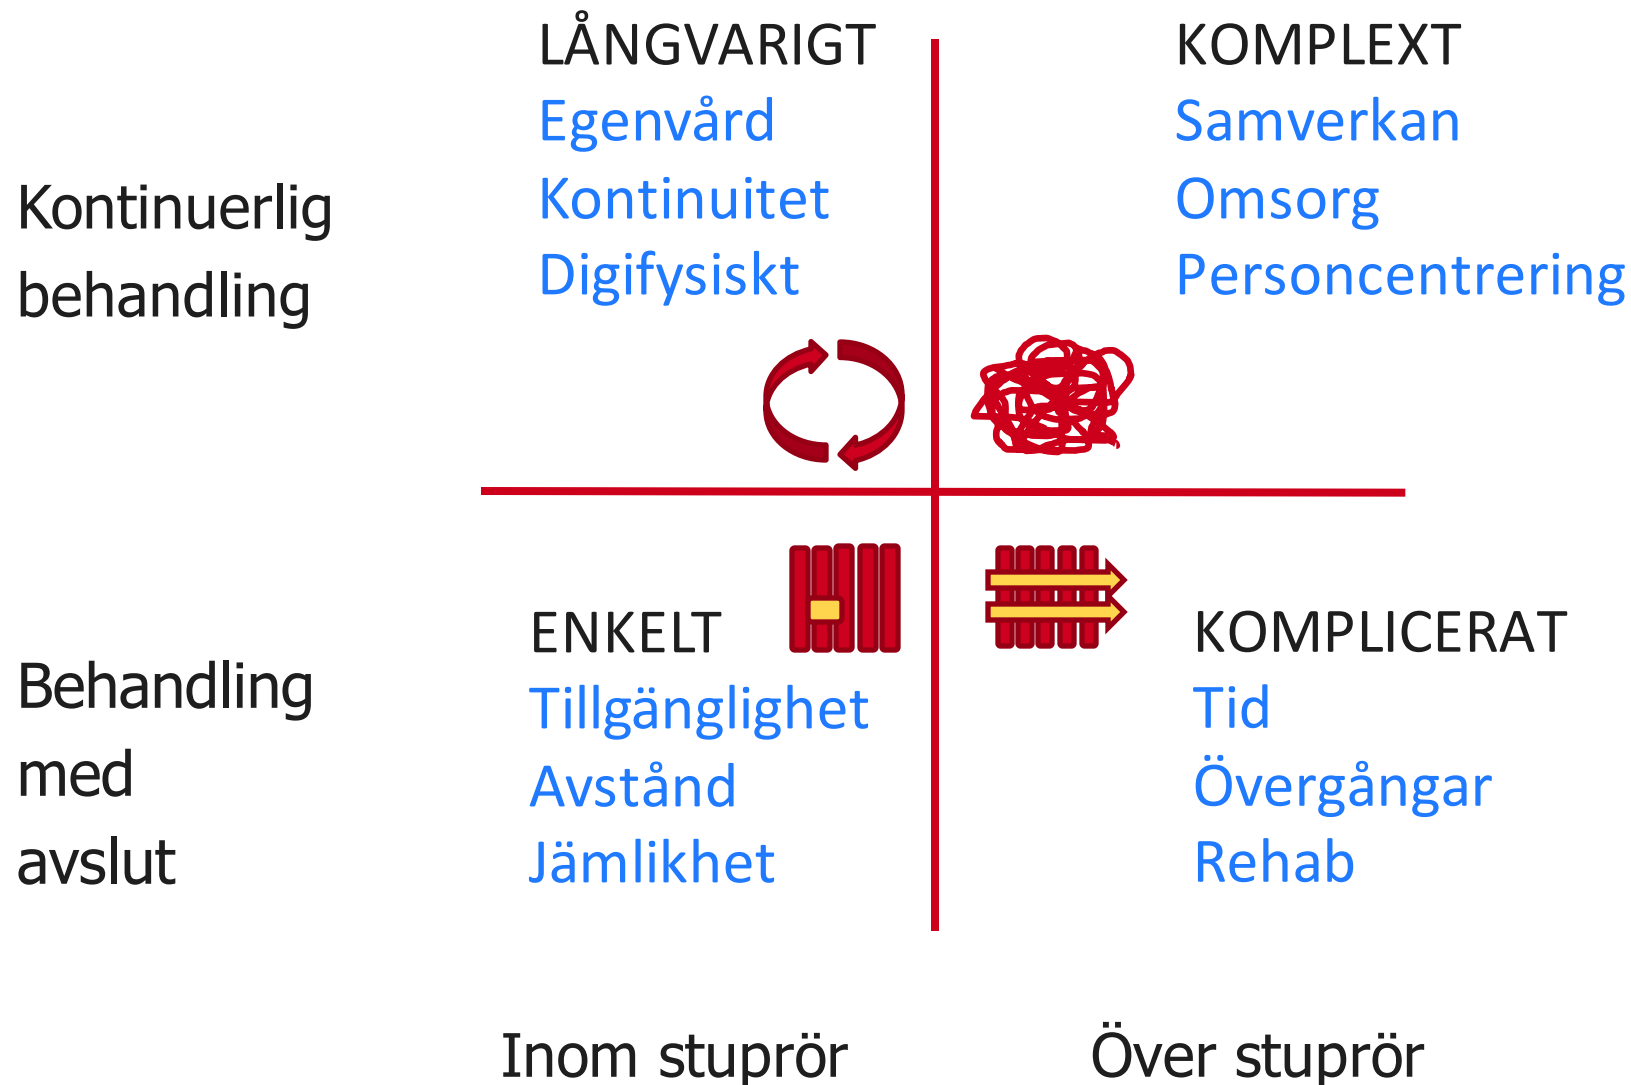 LÅNGVARIGT
Egenvård
Kontinuitet
Digifysiskt
KOMPLEXT
Samverkan
Omsorg
Personcentrering
Kontinuerlig
behandling
ENKELT
Tillgänglighet
Avstånd
Jämlikhet
KOMPLICERAT
Tid
Övergångar
Rehab
Behandling
med
avslut
Inom stuprör
Över stuprör